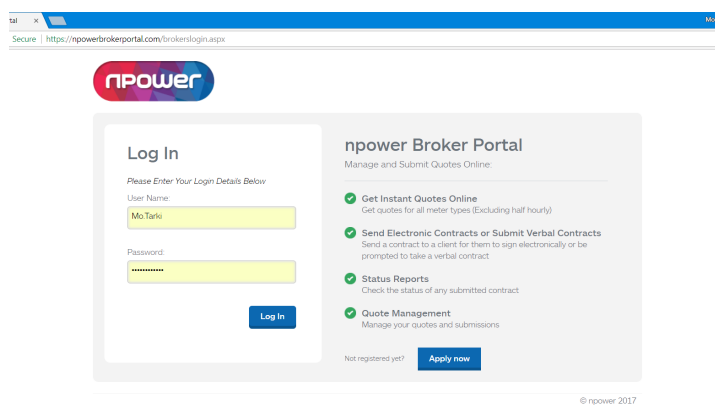 tal ×
Mo
Secure | https://npowerbrokerportal.com/brokerslogin.aspx
npower
Log In
Please Enter Your Login Details Below
User Name:
Mo.Tarki
Password:
••••••••••••
Log In
npower Broker Portal
Manage and Submit Quotes Online:
Get Instant Quotes Online
Get quotes for all meter types (Excluding half hourly)
Send Electronic Contracts or Submit Verbal Contracts
Send a contract to a client for them to sign electronically or be
prompted to take a verbal contract
Status Reports
Check the status of any submitted contract
Quote Management
Manage your quotes and submissions
Not registered yet?
Apply now
© npower 2017